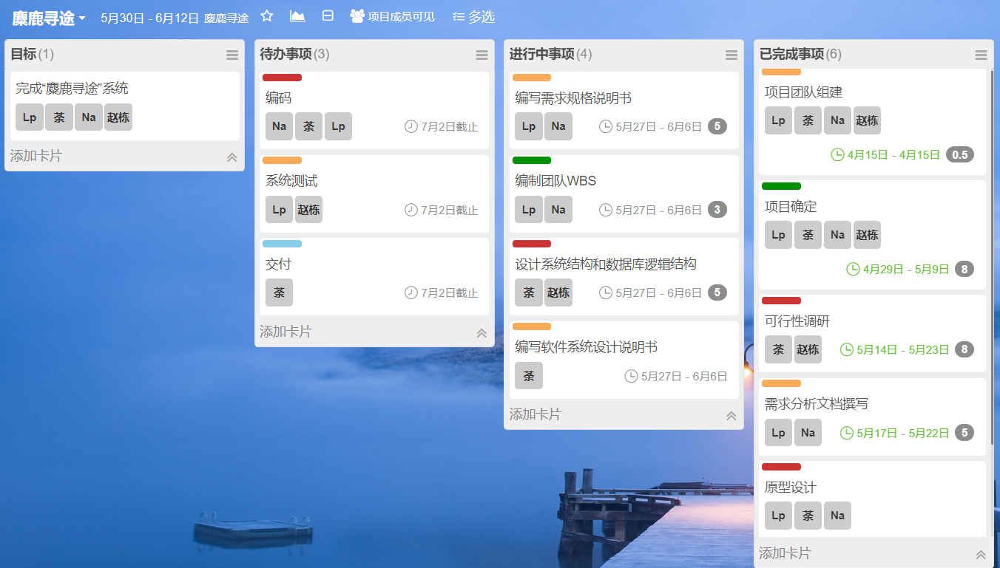 麋鹿寻途 5月30日 - 6月12日 麋鹿寻途 项目成员可见 多选
目标(1)
完成“麋鹿寻途”系统
Lp 荼 Na 赵栋
添加卡片
待办事项(3)
编码
Na 荼 Lp 7月2日截止
系统测试
Lp 赵栋 7月2日截止
交付
荼 7月2日截止
添加卡片
进行中事项(4)
编写需求规格说明书
Lp Na 5月27日 - 6月6日 5
编制团队WBS
Lp Na 5月27日 - 6月6日 3
设计系统结构和数据库逻辑结构
荼 赵栋 5月27日 - 6月6日 5
编写软件系统设计说明书
荼 5月27日 - 6月6日
添加卡片
已完成事项(6)
项目团队组建
Lp 荼 Na 赵栋
4月15日 - 4月15日 0.5
项目确定
Lp 荼 Na 赵栋
4月29日 - 5月9日 8
可行性调研
荼 赵栋 5月14日 - 5月23日 8
需求分析文档撰写
Lp Na 5月17日 - 5月22日 5
原型设计
Lp 荼 Na
添加卡片